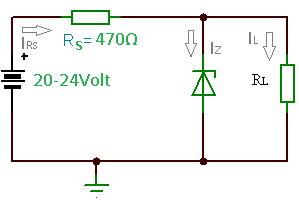 IRS
+
RS= 470Ω
20-24Volt
IZ
IL
RL